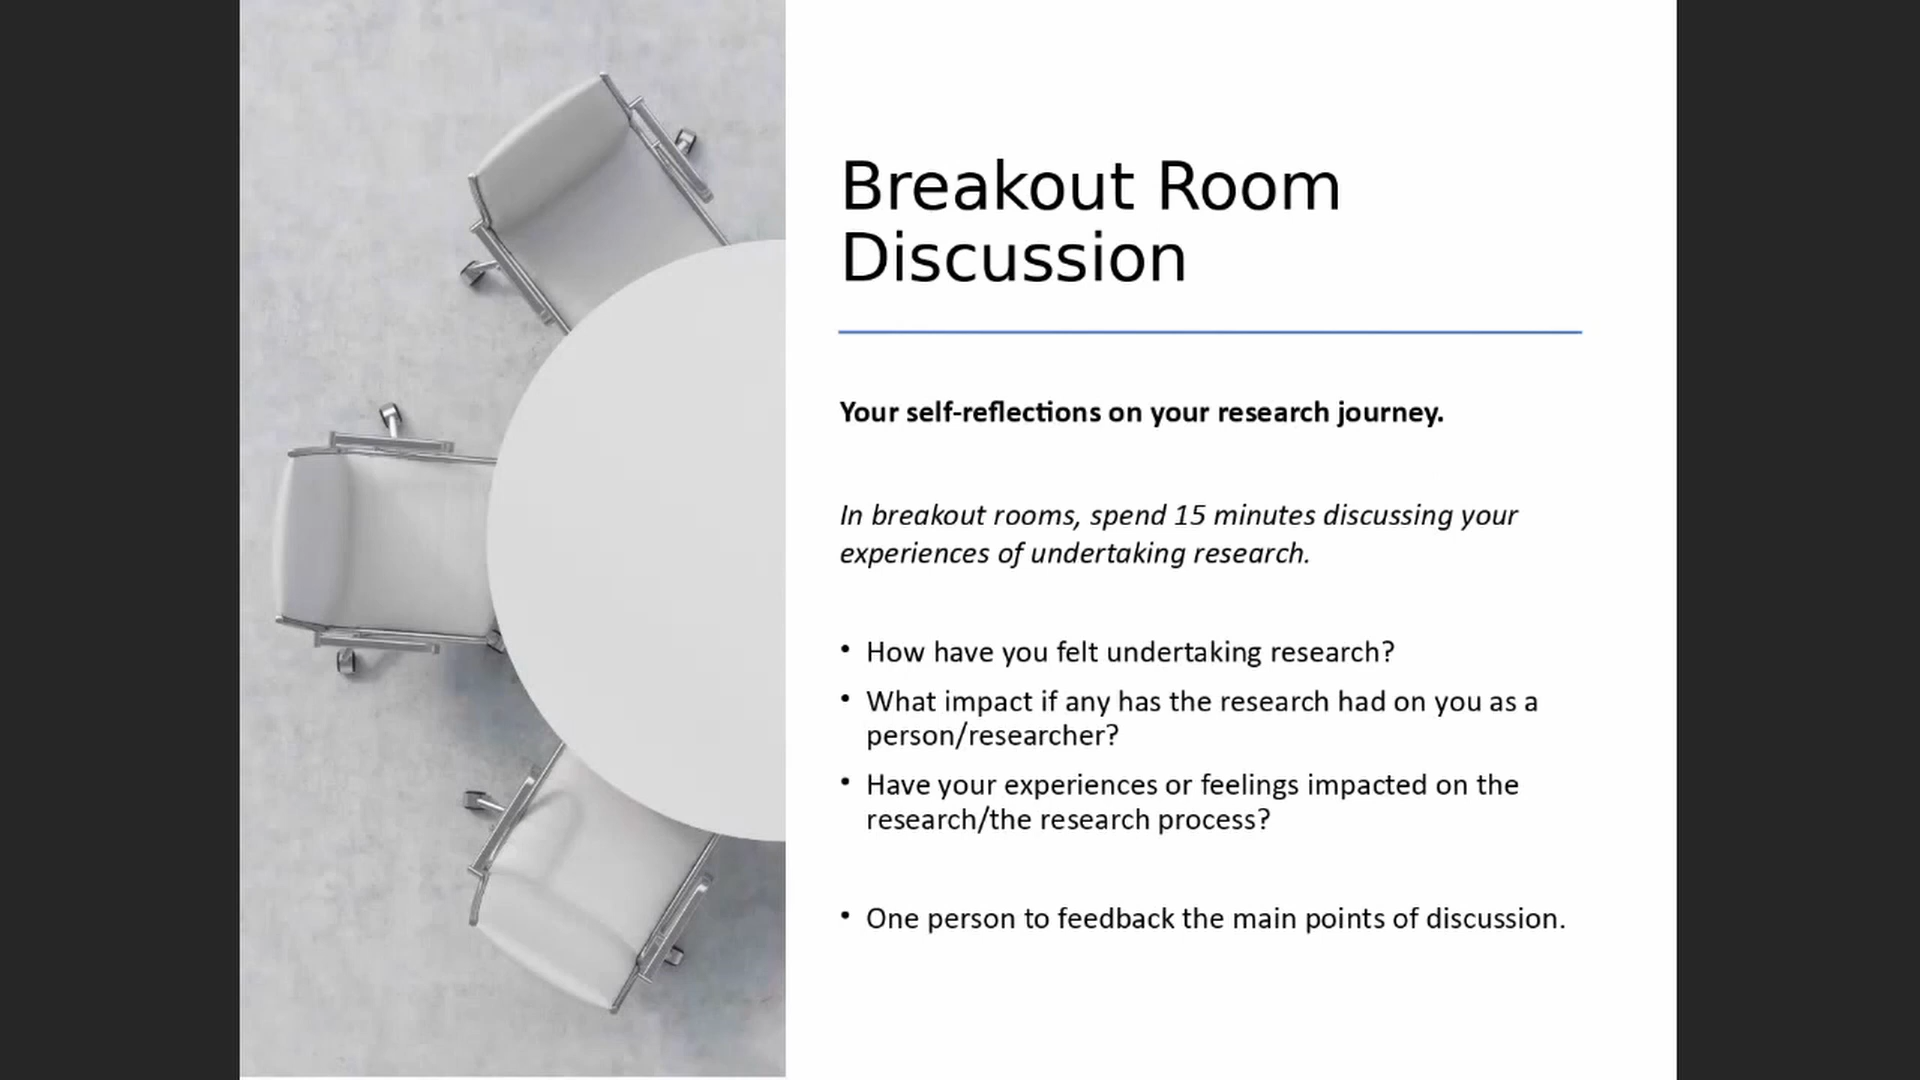 Breakout Room
Discussion
Your self-reflections on your research journey.
In breakout rooms, spend 15 minutes discussing your
experiences of undertaking research.
• How have you felt undertaking research?
• What impact if any has the research had on you as a
person/researcher?
• Have your experiences or feelings impacted on the
research/the research process?
• One person to feedback the main points of discussion.